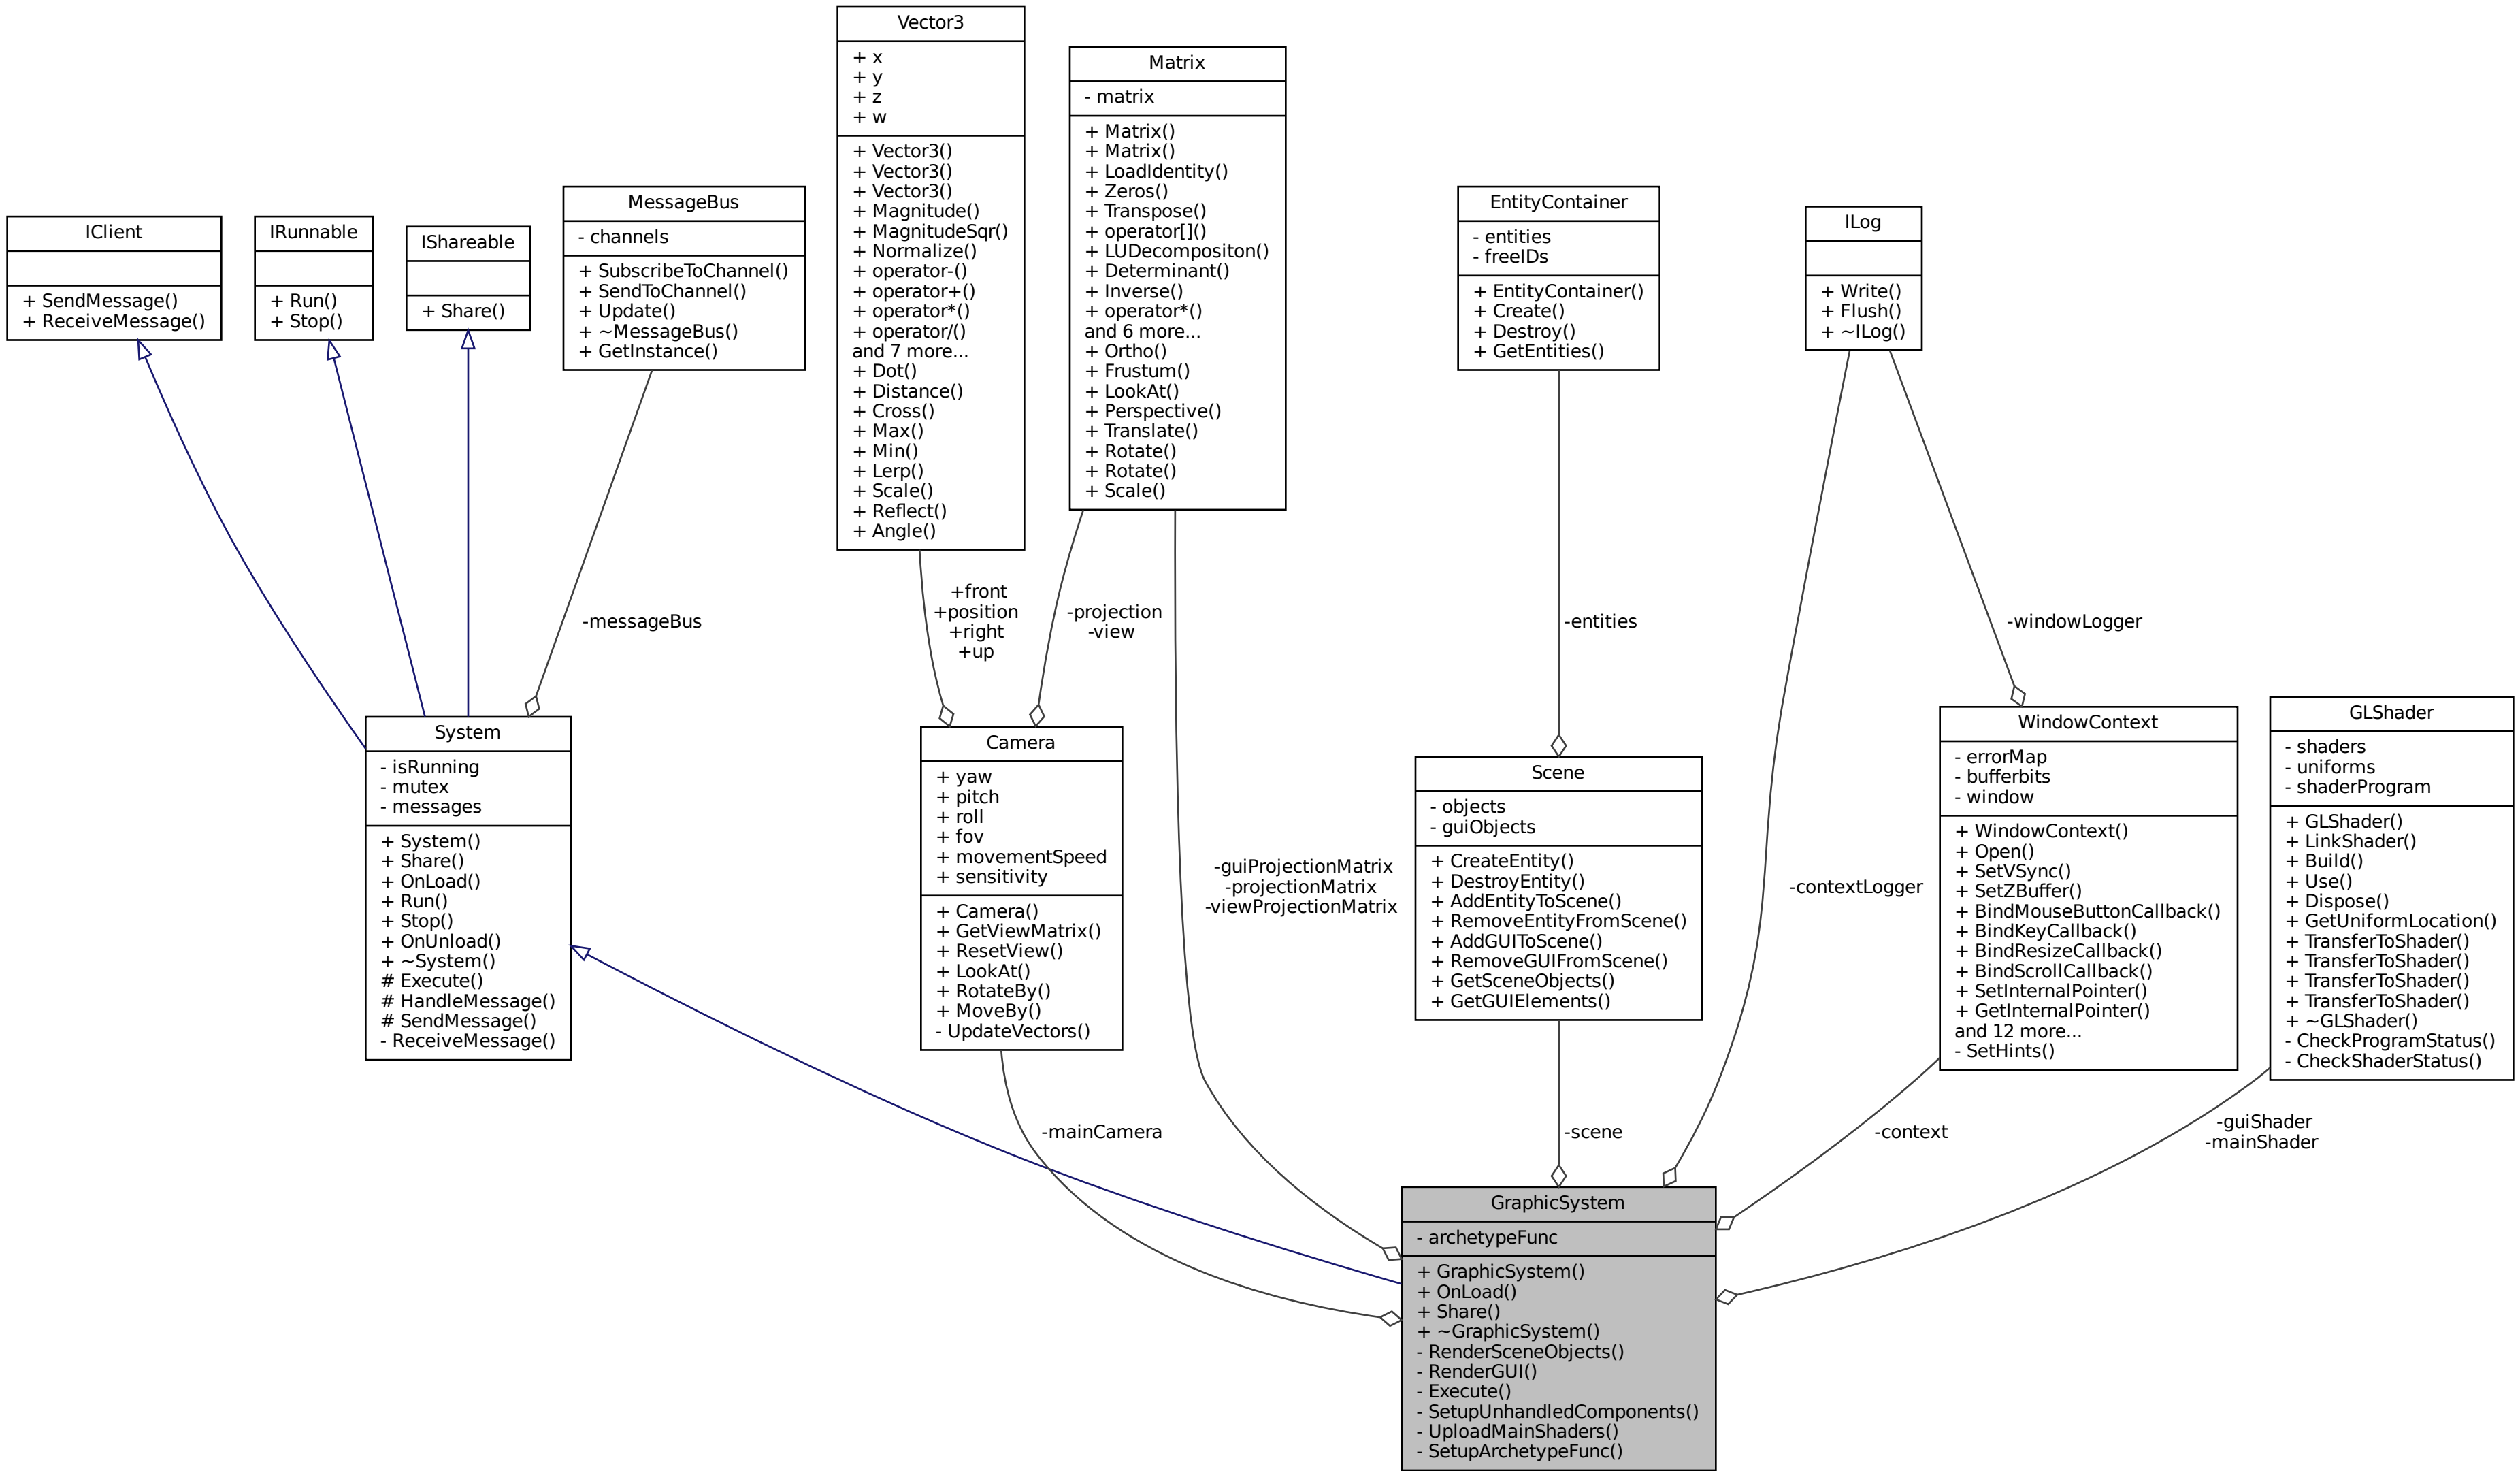 Vector3
+ x
+ y
+ z
+ w
+ Vector3()
+ Vector3()
+ Vector3()
+ Magnitude()
+ MagnitudeSqr()
+ Normalize()
+ operator-()
+ operator+()
+ operator*()
+ operator/()
and 7 more...
+ Dot()
+ Distance()
+ Cross()
+ Max()
+ Min()
+ Lerp()
+ Scale()
+ Reflect()
+ Angle()
Matrix
- matrix
+ Matrix()
+ Matrix()
+ LoadIdentity()
+ Zeros()
+ Transpose()
+ operator[]()
+ LUDecompositon()
+ Determinant()
+ Inverse()
+ operator*()
and 6 more...
+ Ortho()
+ Frustum()
+ LookAt()
+ Perspective()
+ Translate()
+ Rotate()
+ Rotate()
+ Scale()
IClient
+ SendMessage()
+ ReceiveMessage()
IRunnable
+ Run()
+ Stop()
IShareable
+ Share()
MessageBus
- channels
+ SubscribeToChannel()
+ SendToChannel()
+ Update()
+ ~MessageBus()
+ GetInstance()
EntityContainer
- entities
- freeIDs
+ EntityContainer()
+ Create()
+ Destroy()
+ GetEntities()
ILog
+ Write()
+ Flush()
+ ~ILog()
-messageBus
+front
+position
+right
+up
-projection
-view
-entities
-windowLogger
System
- isRunning
- mutex
- messages
+ System()
+ Share()
+ OnLoad()
+ Run()
+ Stop()
+ OnUnload()
+ ~System()
# Execute()
# HandleMessage()
# SendMessage()
- ReceiveMessage()
Camera
+ yaw
+ pitch
+ roll
+ fov
+ movementSpeed
+ sensitivity
+ Camera()
+ GetViewMatrix()
+ ResetView()
+ LookAt()
+ RotateBy()
+ MoveBy()
- UpdateVectors()
-guiProjectionMatrix
-projectionMatrix
-viewProjectionMatrix
Scene
- objects
- guiObjects
+ CreateEntity()
+ DestroyEntity()
+ AddEntityToScene()
+ RemoveEntityFromScene()
+ AddGUIToScene()
+ RemoveGUIFromScene()
+ GetSceneObjects()
+ GetGUIElements()
-contextLogger
WindowContext
- errorMap
- bufferbits
- window
+ WindowContext()
+ Open()
+ SetVSync()
+ SetZBuffer()
+ BindMouseButtonCallback()
+ BindKeyCallback()
+ BindResizeCallback()
+ BindScrollCallback()
+ SetInternalPointer()
+ GetInternalPointer()
and 12 more...
- SetHints()
GLShader
- shaders
- uniforms
- shaderProgram
+ GLShader()
+ LinkShader()
+ Build()
+ Use()
+ Dispose()
+ GetUniformLocation()
+ TransferToShader()
+ TransferToShader()
+ TransferToShader()
+ TransferToShader()
+ ~GLShader()
- CheckProgramStatus()
- CheckShaderStatus()
-mainCamera
-scene
-context
-guiShader
-mainShader
GraphicSystem
- archetypeFunc
+ GraphicSystem()
+ OnLoad()
+ Share()
+ ~GraphicSystem()
- RenderSceneObjects()
- RenderGUI()
- Execute()
- SetupUnhandledComponents()
- UploadMainShaders()
- SetupArchetypeFunc()